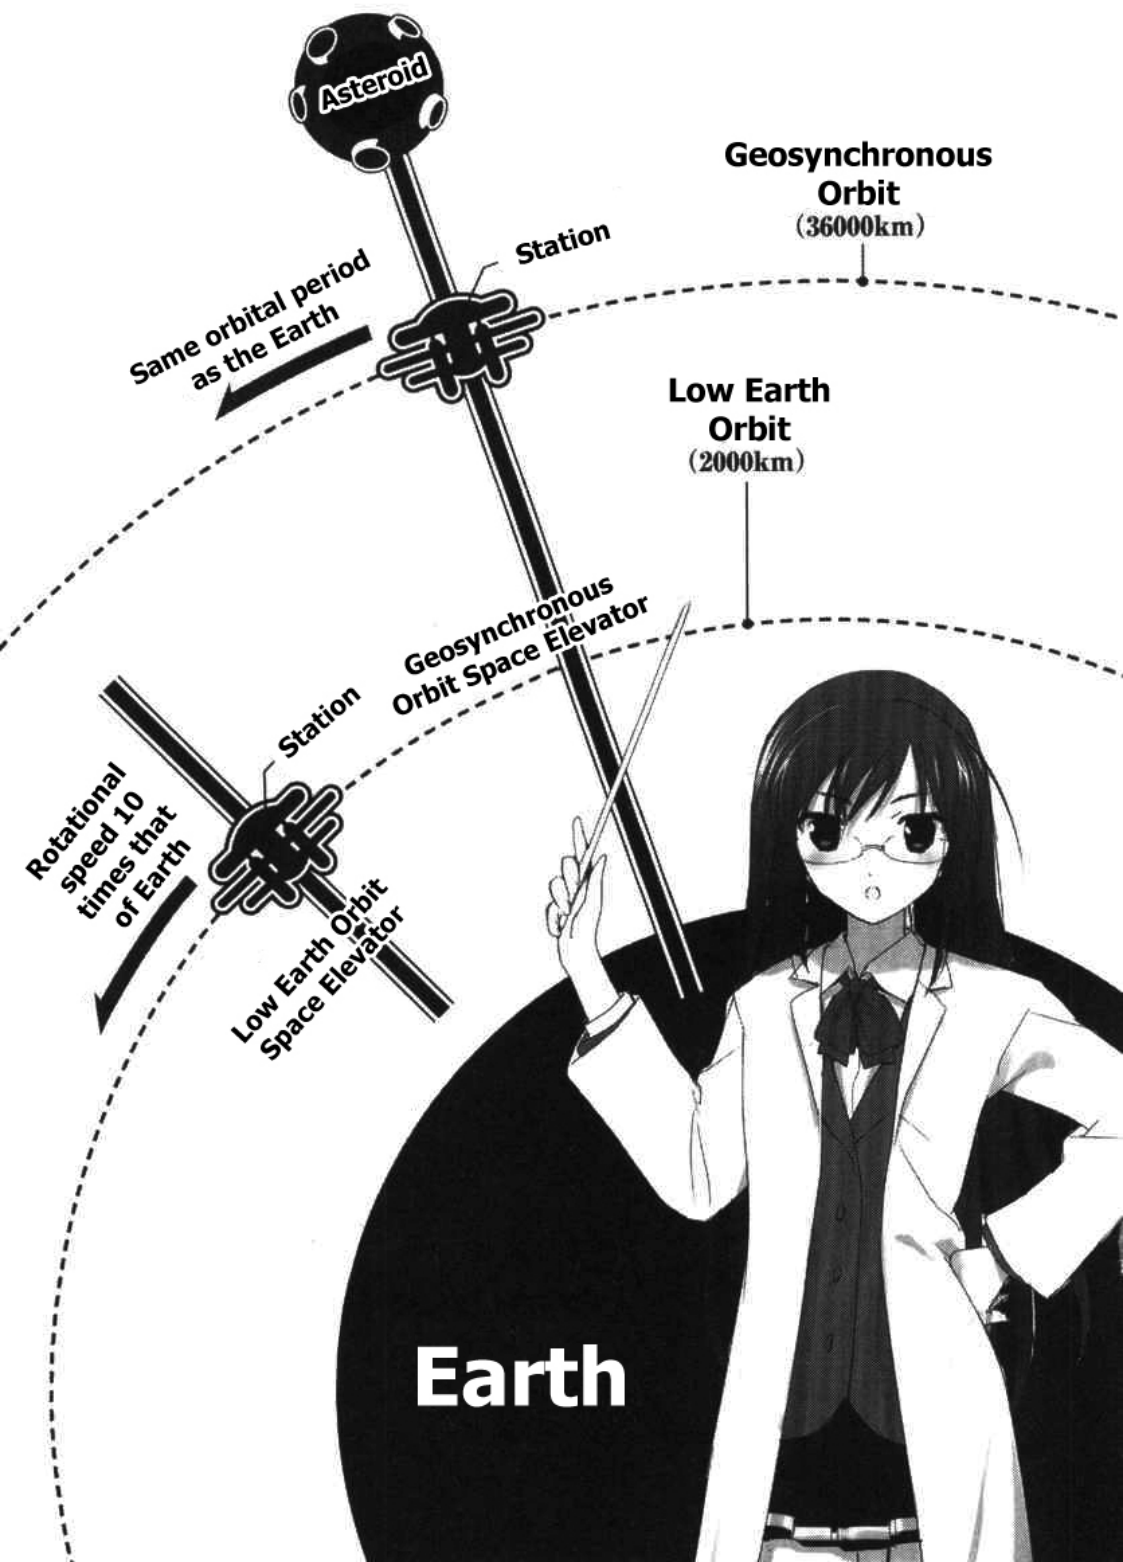 Asteroid
Geosynchronous
Orbit
(36000km)
Station
Same orbital period
as the Earth
Low Earth
Orbit
(2000km)
Geosynchronous
Orbit Space Elevator
Station
Rotational
speed 10
times that
of Earth
Low Earth Orbit
Space Elevator
Earth